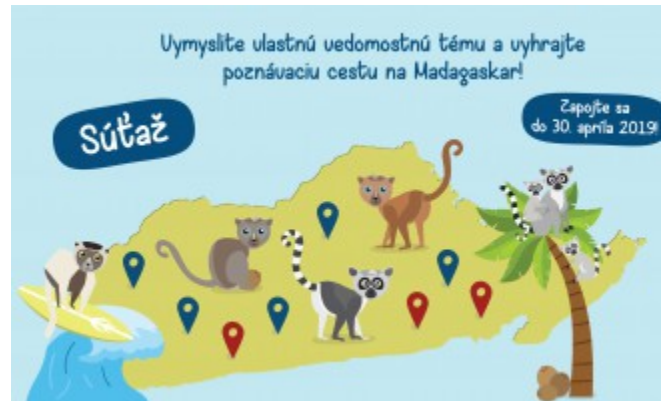 Vymyslite vlastnú vedomostnú tému a vyhrajte
poznávaciu cestu na Madagaskar!
Súťaž
Zapojte sa
do 30. apríla 2019!